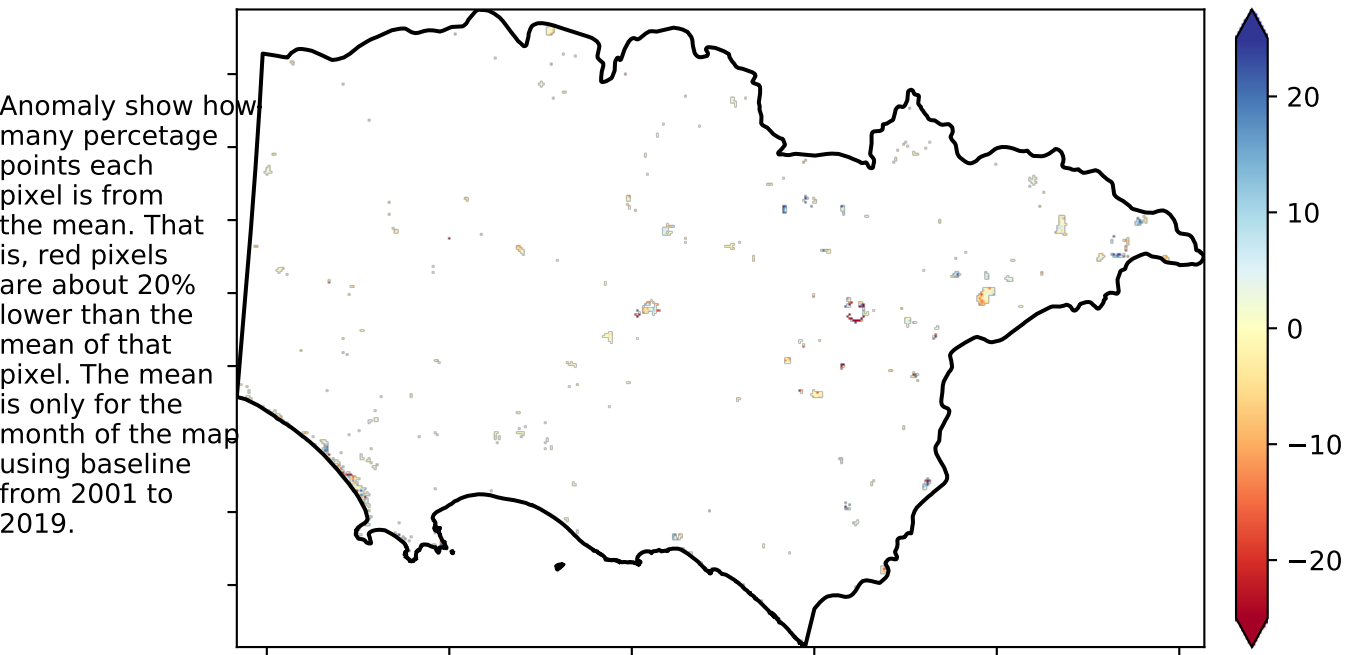 Anomaly show how
many percetage
points each
pixel is from
the mean. That
is, red pixels
are about 20%
lower than the
mean of that
pixel. The mean
is only for the
month of the map
using baseline
from 2001 to
2019.
20
10
0
−10
−20